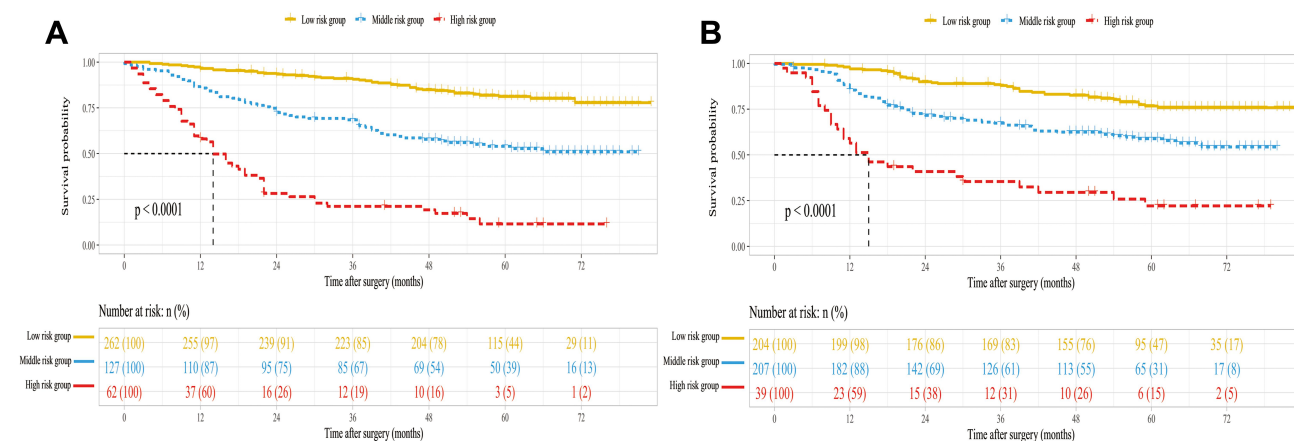 A
Low risk group Middle risk group High risk group
Survival probability
1.00
0.75
0.50
0.25
0.00
p < 0.0001
0 12 24 36 48 60 72
Time after surgery (months)
Number at risk: n (%)
Low risk group 262 (100) 255 (97) 239 (91) 223 (85) 204 (78) 115 (44) 29 (11)
Middle risk group 127 (100) 110 (87) 95 (75) 85 (67) 69 (54) 50 (39) 16 (13)
High risk group 62 (100) 37 (60) 16 (26) 12 (19) 10 (16) 3 (5) 1 (2)
0 12 24 36 48 60 72
Time after surgery (months)
B
Low risk group Middle risk group High risk group
Survival probability
1.00
0.75
0.50
0.25
0.00
p < 0.0001
0 12 24 36 48 60 72
Time after surgery (months)
Number at risk: n (%)
Low risk group 204 (100) 199 (98) 176 (86) 169 (83) 155 (76) 95 (47) 35 (17)
Middle risk group 207 (100) 182 (88) 142 (69) 126 (61) 113 (55) 65 (31) 17 (8)
High risk group 39 (100) 23 (59) 15 (38) 12 (31) 10 (26) 6 (15) 2 (5)
0 12 24 36 48 60 72
Time after surgery (months)